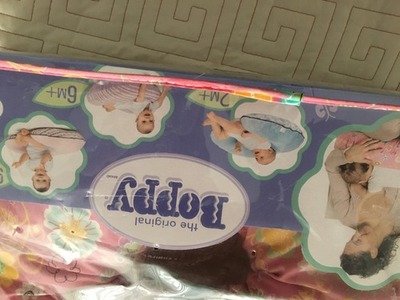 the original
Boppy
2M+
6M+